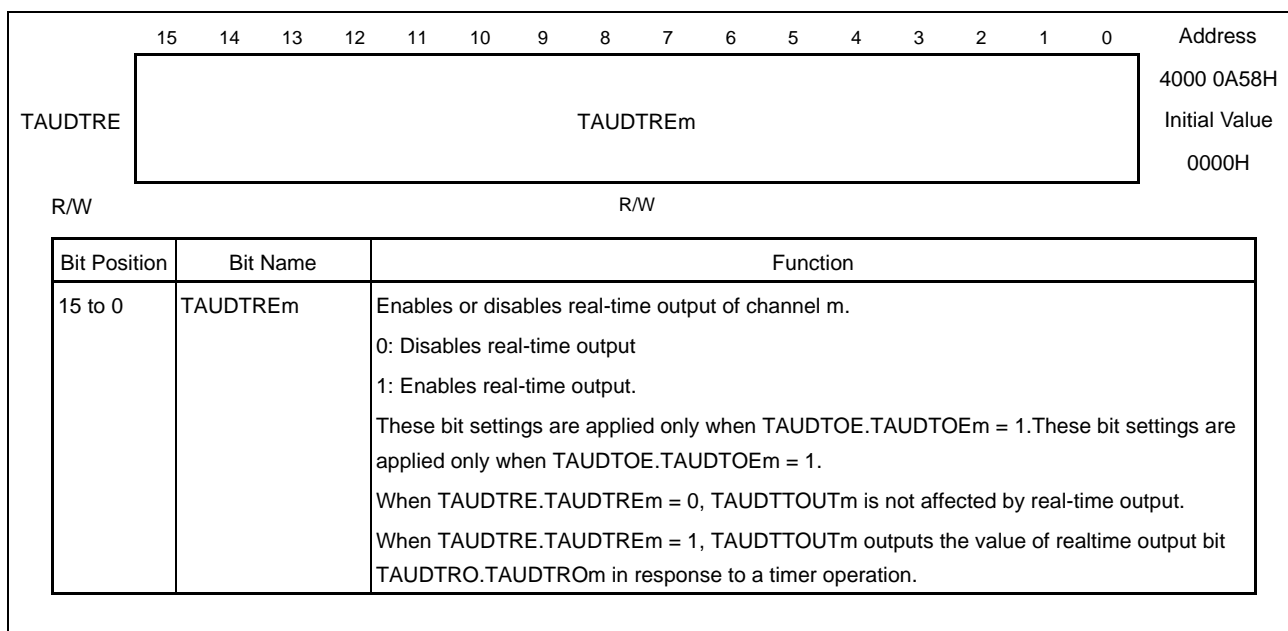 15 14 13 12 11 10 9 8 7 6 5 4 3 2 1 0 Address
4000 0A58H
TAUDTRE TAUDTREm Initial Value
0000H
R/W R/W
Bit Position Bit Name Function
15 to 0 TAUDTREm Enables or disables real-time output of channel m.
0: Disables real-time output
1: Enables real-time output.
These bit settings are applied only when TAUDTOE.TAUDTOEm = 1.These bit settings are
applied only when TAUDTOE.TAUDTOEm = 1.
When TAUDTRE.TAUDTREm = 0, TAUDTTOUTm is not affected by real-time output.
When TAUDTRE.TAUDTREm = 1, TAUDTTOUTm outputs the value of realtime output bit
TAUDTRO.TAUDTROm in response to a timer operation.